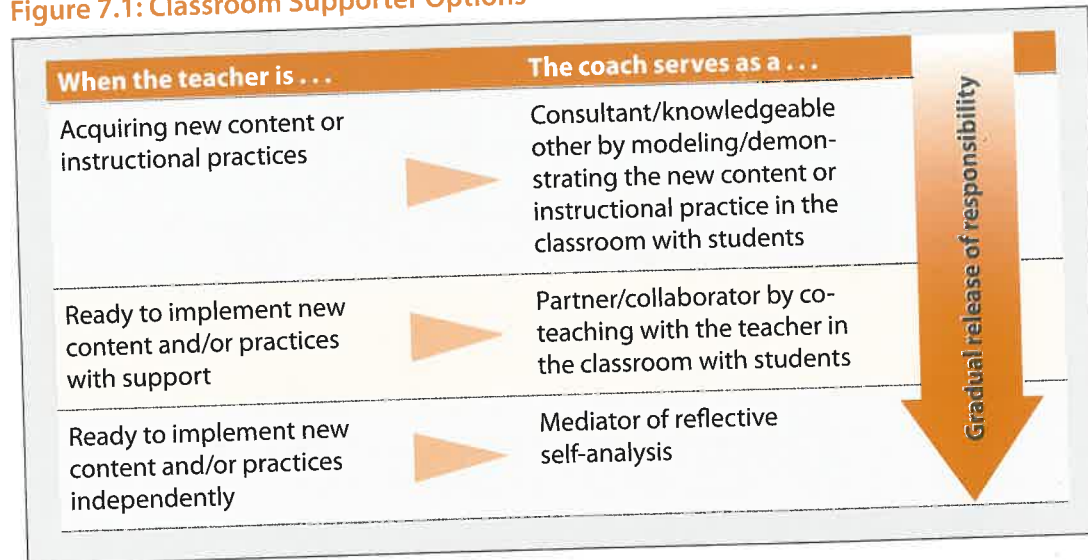 Figure 7.1: Classroom Supporter Options
When the teacher is . . .
The coach serves as a . . .
Acquiring new content or
instructional practices
Consultant/knowledgeable
other by modeling/demon-
strating the new content or
instructional practice in the
classroom with students
Ready to implement new
content and/or practices
with support
Partner/collaborator by co-
teaching with the teacher in
the classroom with students
Ready to implement new
content and/or practices
independently
Mediator of reflective
self-analysis
Gradual release of responsibility